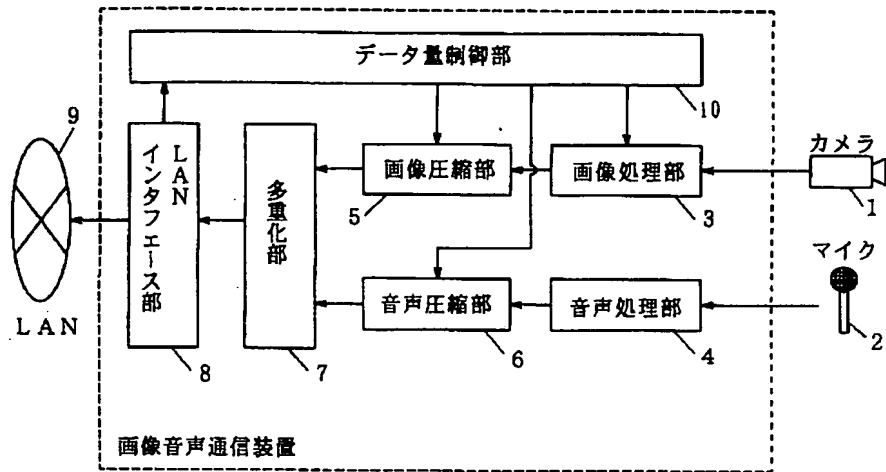 データ量制御部
10
9
カメラ
1
LAN
インタフェース部
8
多重化部
7
画像圧縮部
5
画像処理部
3
マイク
2
音声圧縮部
6
音声処理部
4
LAN
画像音声通信装置